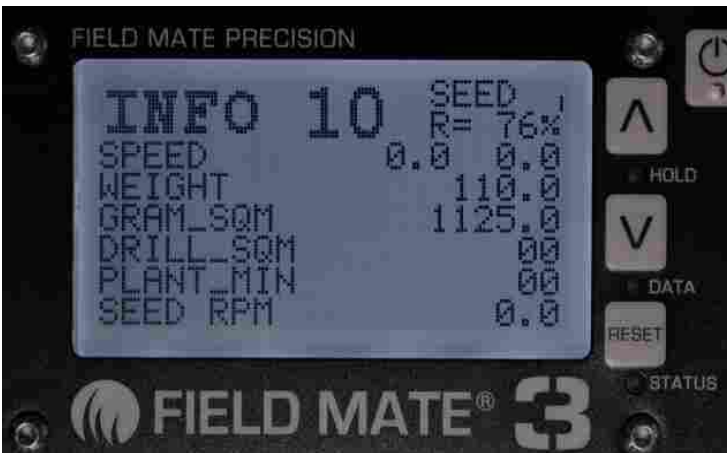 FIELD MATE PRECISION
INFO 10 SEED
R= 76%
SPEED 0.0 0.0
WEIGHT 110.0
GRAM_SQM 1125.0
DRILL_SQM 00
PLANT_MIN 00
SEED RPM 0.0
HOLD
DATA
RESET
STATUS
FIELD MATE® 3